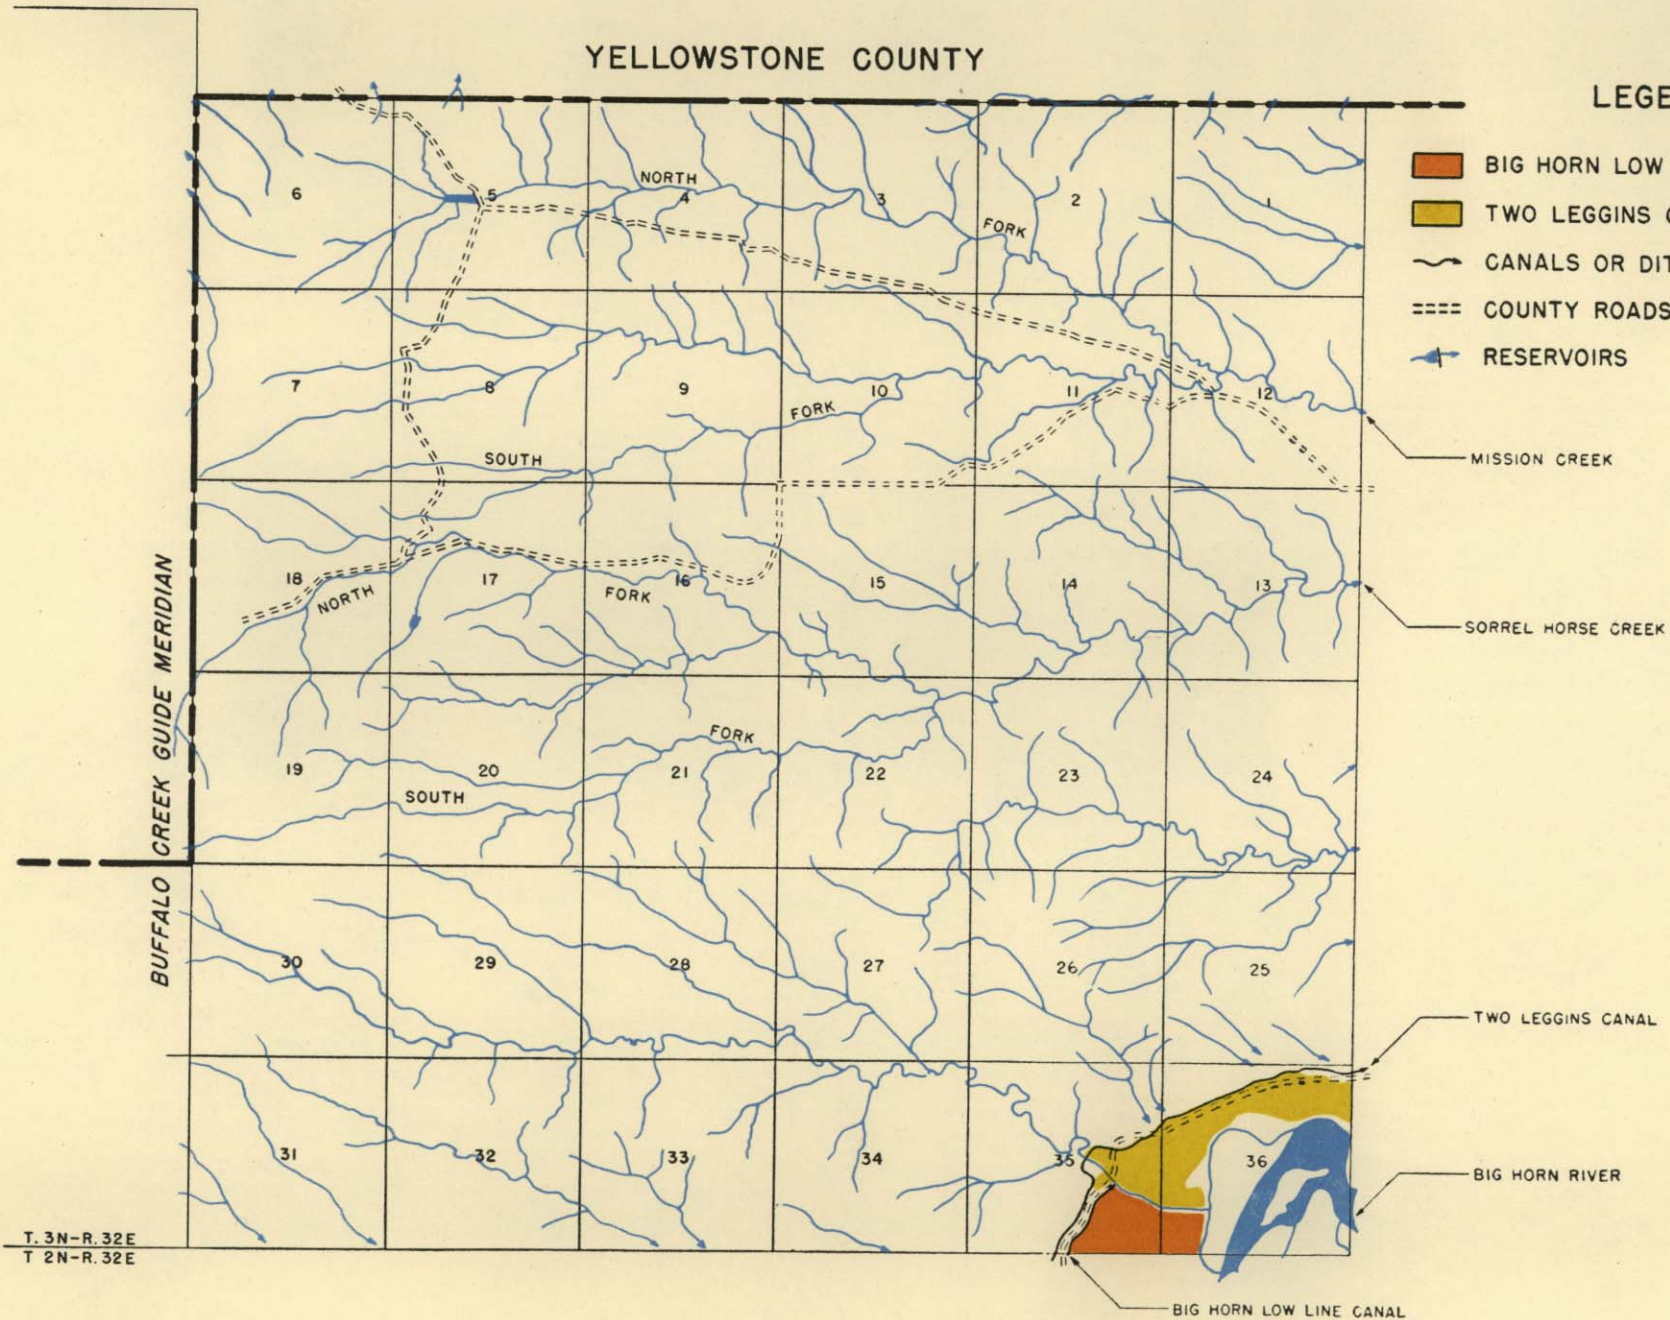 YELLOWSTONE COUNTY
LEGE
BIG HORN LOW
TWO LEGGINS
CANALS OR DIT
COUNTY ROADS
RESERVOIRS
6
5
NORTH
4
3
FORK
2
1
7
8
9
FORK
10
11
12
SOUTH
MISSION CREEK
18
NORTH
17
FORK
16
15
14
13
SORREL HORSE CREEK
BUFFALO CREEK GUIDE MERIDIAN
19
20
SOUTH
21
FORK
22
23
24
30
29
28
27
26
25
TWO LEGGINS CANAL
31
32
33
34
35
36
BIG HORN RIVER
T. 3N-R. 32E
T 2N-R. 32E
BIG HORN LOW LINE CANAL